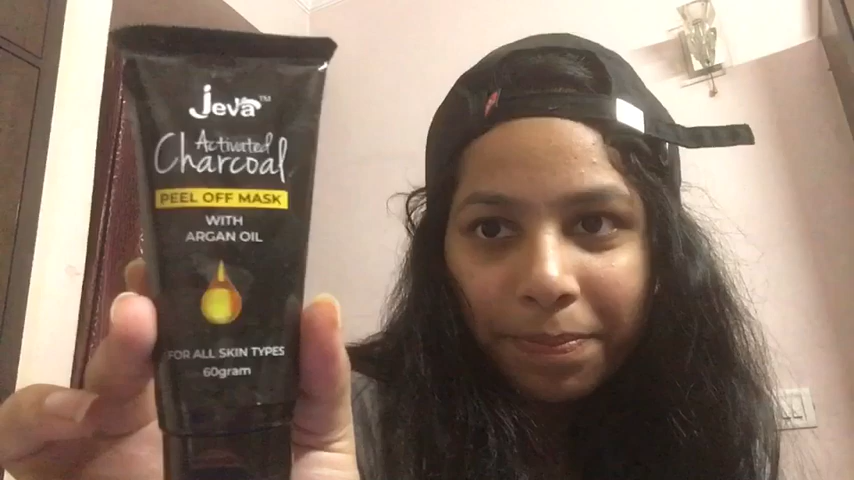 Jeva™
Activated
Charcoal
PEEL OFF MASK
WITH
ARGAN OIL
FOR ALL SKIN TYPES
60gram